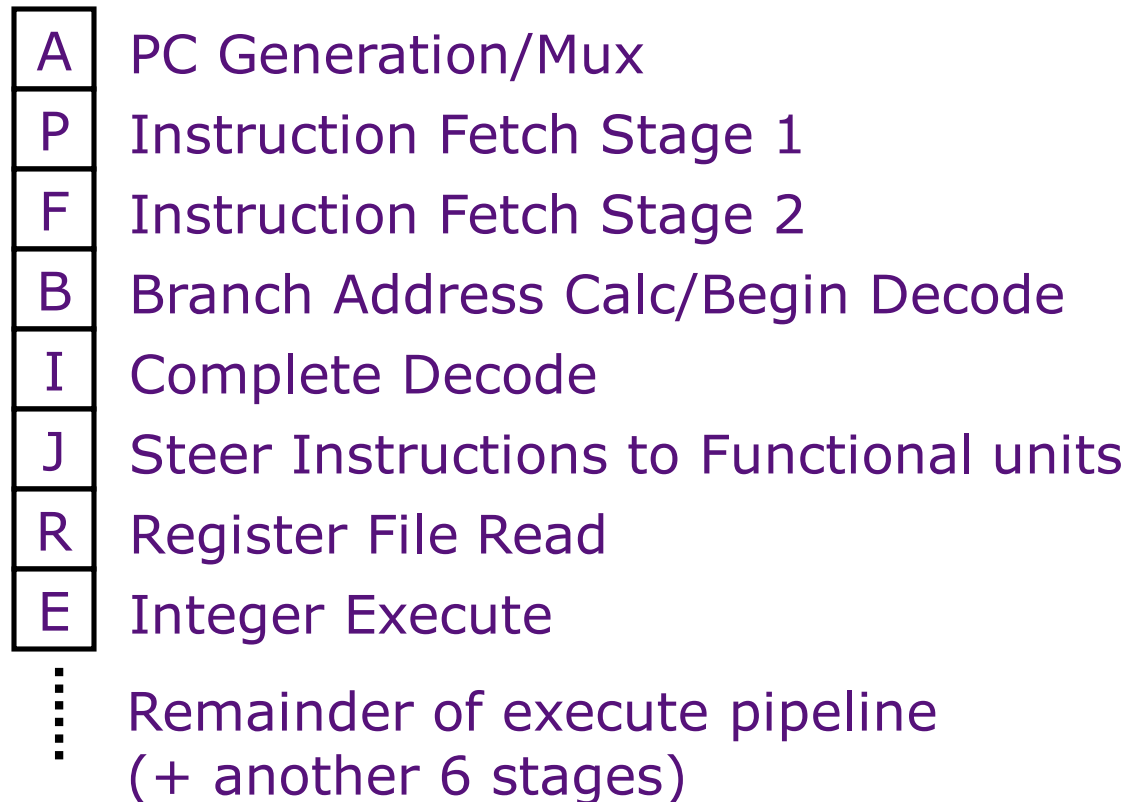 A PC Generation/Mux
P Instruction Fetch Stage 1
F Instruction Fetch Stage 2
B Branch Address Calc/Begin Decode
I Complete Decode
J Steer Instructions to Functional units
R Register File Read
E Integer Execute
Remainder of execute pipeline
(+ another 6 stages)